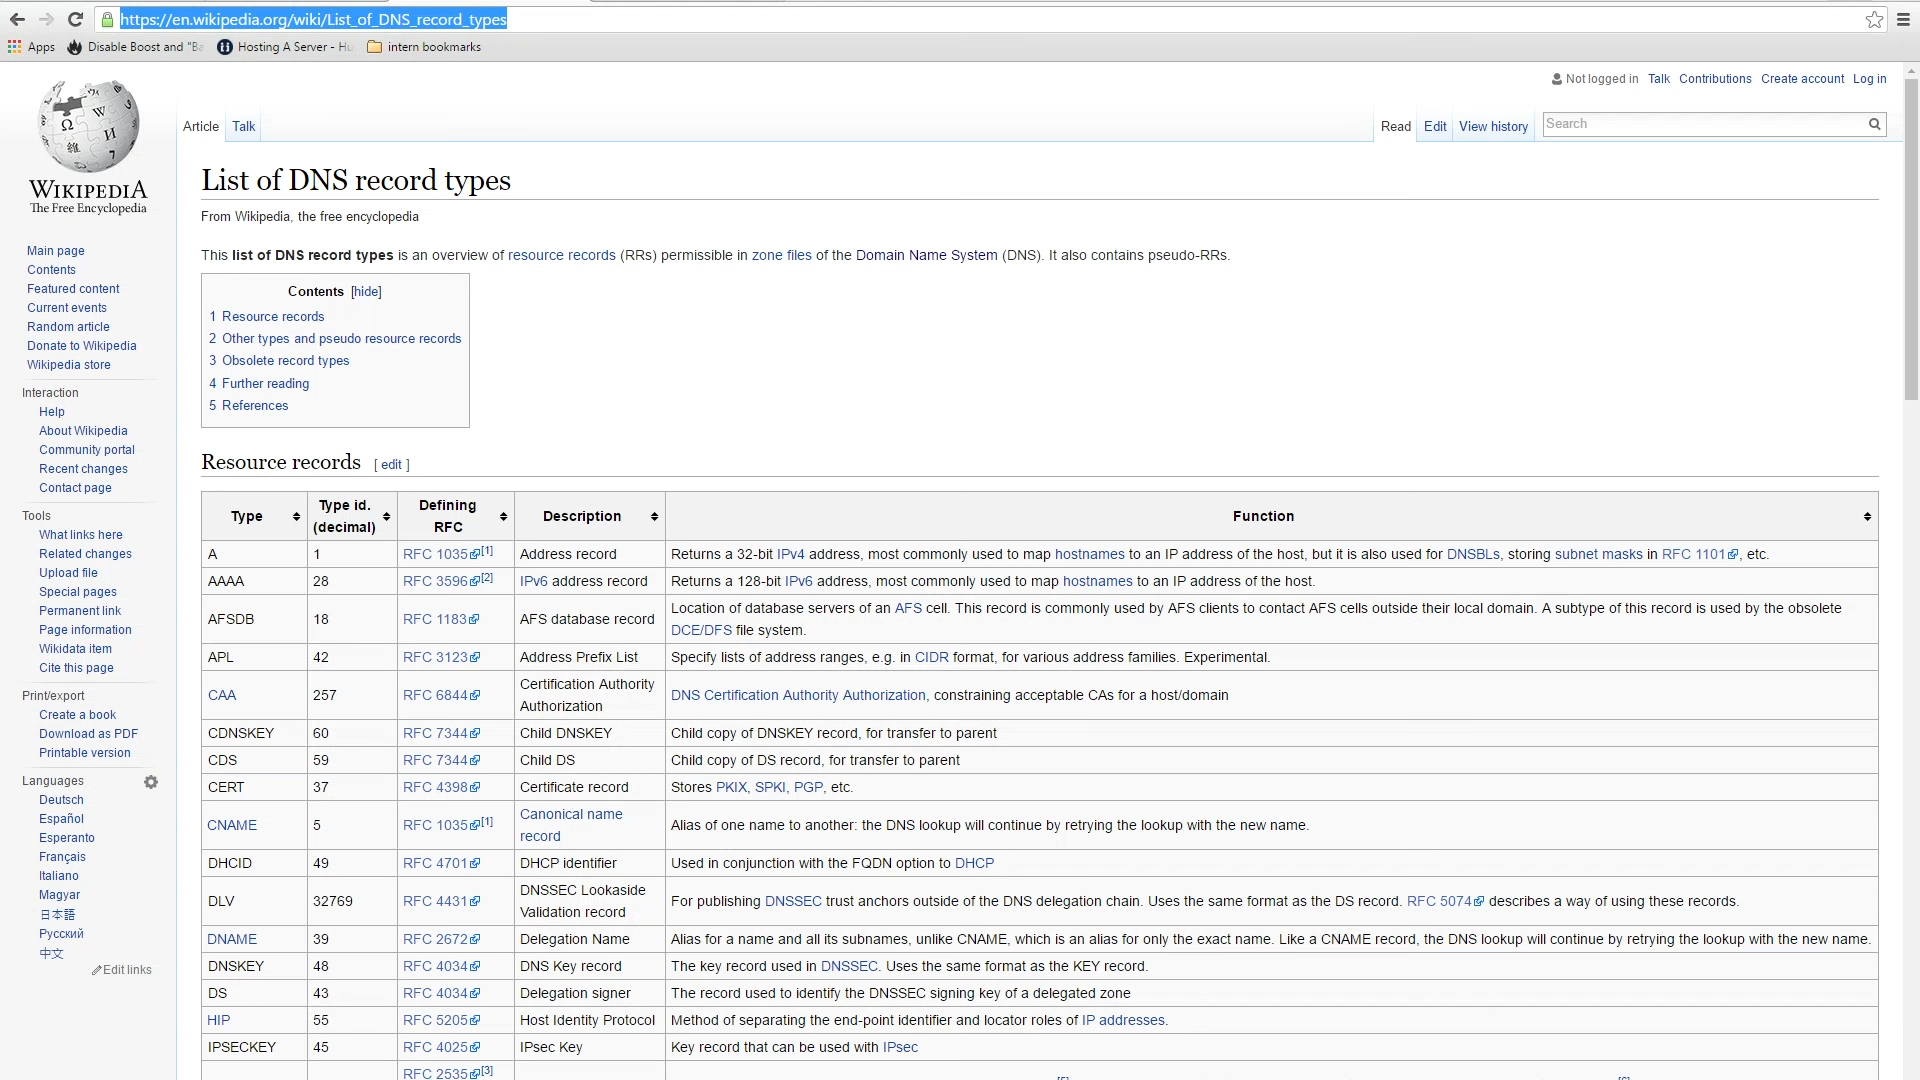 https://en.wikipedia.org/wiki/List_of_DNS_record_types
Apps Disable Boost and "Ba Hosting A Server - Hu intern bookmarks
Not logged in Talk Contributions Create account Log in
Article Talk Read Edit View history Search
WIKIPEDIA
The Free Encyclopedia
Main page
Contents
Featured content
Current events
Random article
Donate to Wikipedia
Wikipedia store
Interaction
Help
About Wikipedia
Community portal
Recent changes
Contact page
Tools
What links here
Related changes
Upload file
Special pages
Permanent link
Page information
Wikidata item
Cite this page
Print/export
Create a book
Download as PDF
Printable version
Languages
Deutsch
Español
Esperanto
Français
Italiano
Magyar
日本語
Русский
中文
Edit links
List of DNS record types
From Wikipedia, the free encyclopedia
This list of DNS record types is an overview of resource records (RRs) permissible in zone files of the Domain Name System (DNS). It also contains pseudo-RRs.
Contents [hide]
1 Resource records
2 Other types and pseudo resource records
3 Obsolete record types
4 Further reading
5 References
Resource records [ edit ]
Type Type id. (decimal) Defining RFC Description Function
A 1 RFC 1035[1] Address record Returns a 32-bit IPv4 address, most commonly used to map hostnames to an IP address of the host, but it is also used for DNSBLs, storing subnet masks in RFC 1101, etc.
AAAA 28 RFC 3596[2] IPv6 address record Returns a 128-bit IPv6 address, most commonly used to map hostnames to an IP address of the host.
AFSDB 18 RFC 1183 AFS database record Location of database servers of an AFS cell. This record is commonly used by AFS clients to contact AFS cells outside their local domain. A subtype of this record is used by the obsolete
DCE/DFS file system.
APL 42 RFC 3123 Address Prefix List Specify lists of address ranges, e.g. in CIDR format, for various address families. Experimental.
CAA 257 RFC 6844 Certification Authority Authorization DNS Certification Authority Authorization, constraining acceptable CAs for a host/domain
CDNSKEY 60 RFC 7344 Child DNSKEY Child copy of DNSKEY record, for transfer to parent
CDS 59 RFC 7344 Child DS Child copy of DS record, for transfer to parent
CERT 37 RFC 4398 Certificate record Stores PKIX, SPKI, PGP, etc.
CNAME 5 RFC 1035[1] Canonical name record Alias of one name to another: the DNS lookup will continue by retrying the lookup with the new name.
DHCID 49 RFC 4701 DHCP identifier Used in conjunction with the FQDN option to DHCP
DLV 32769 RFC 4431 DNSSEC Lookaside Validation record For publishing DNSSEC trust anchors outside of the DNS delegation chain. Uses the same format as the DS record. RFC 5074 describes a way of using these records.
DNAME 39 RFC 2672 Delegation Name Alias for a name and all its subnames, unlike CNAME, which is an alias for only the exact name. Like a CNAME record, the DNS lookup will continue by retrying the lookup with the new name.
DNSKEY 48 RFC 4034 DNS Key record The key record used in DNSSEC. Uses the same format as the KEY record.
DS 43 RFC 4034 Delegation signer The record used to identify the DNSSEC signing key of a delegated zone
HIP 55 RFC 5205 Host Identity Protocol Method of separating the end-point identifier and locator roles of IP addresses.
IPSECKEY 45 RFC 4025 IPsec Key Key record that can be used with IPsec
RFC 2535[3]